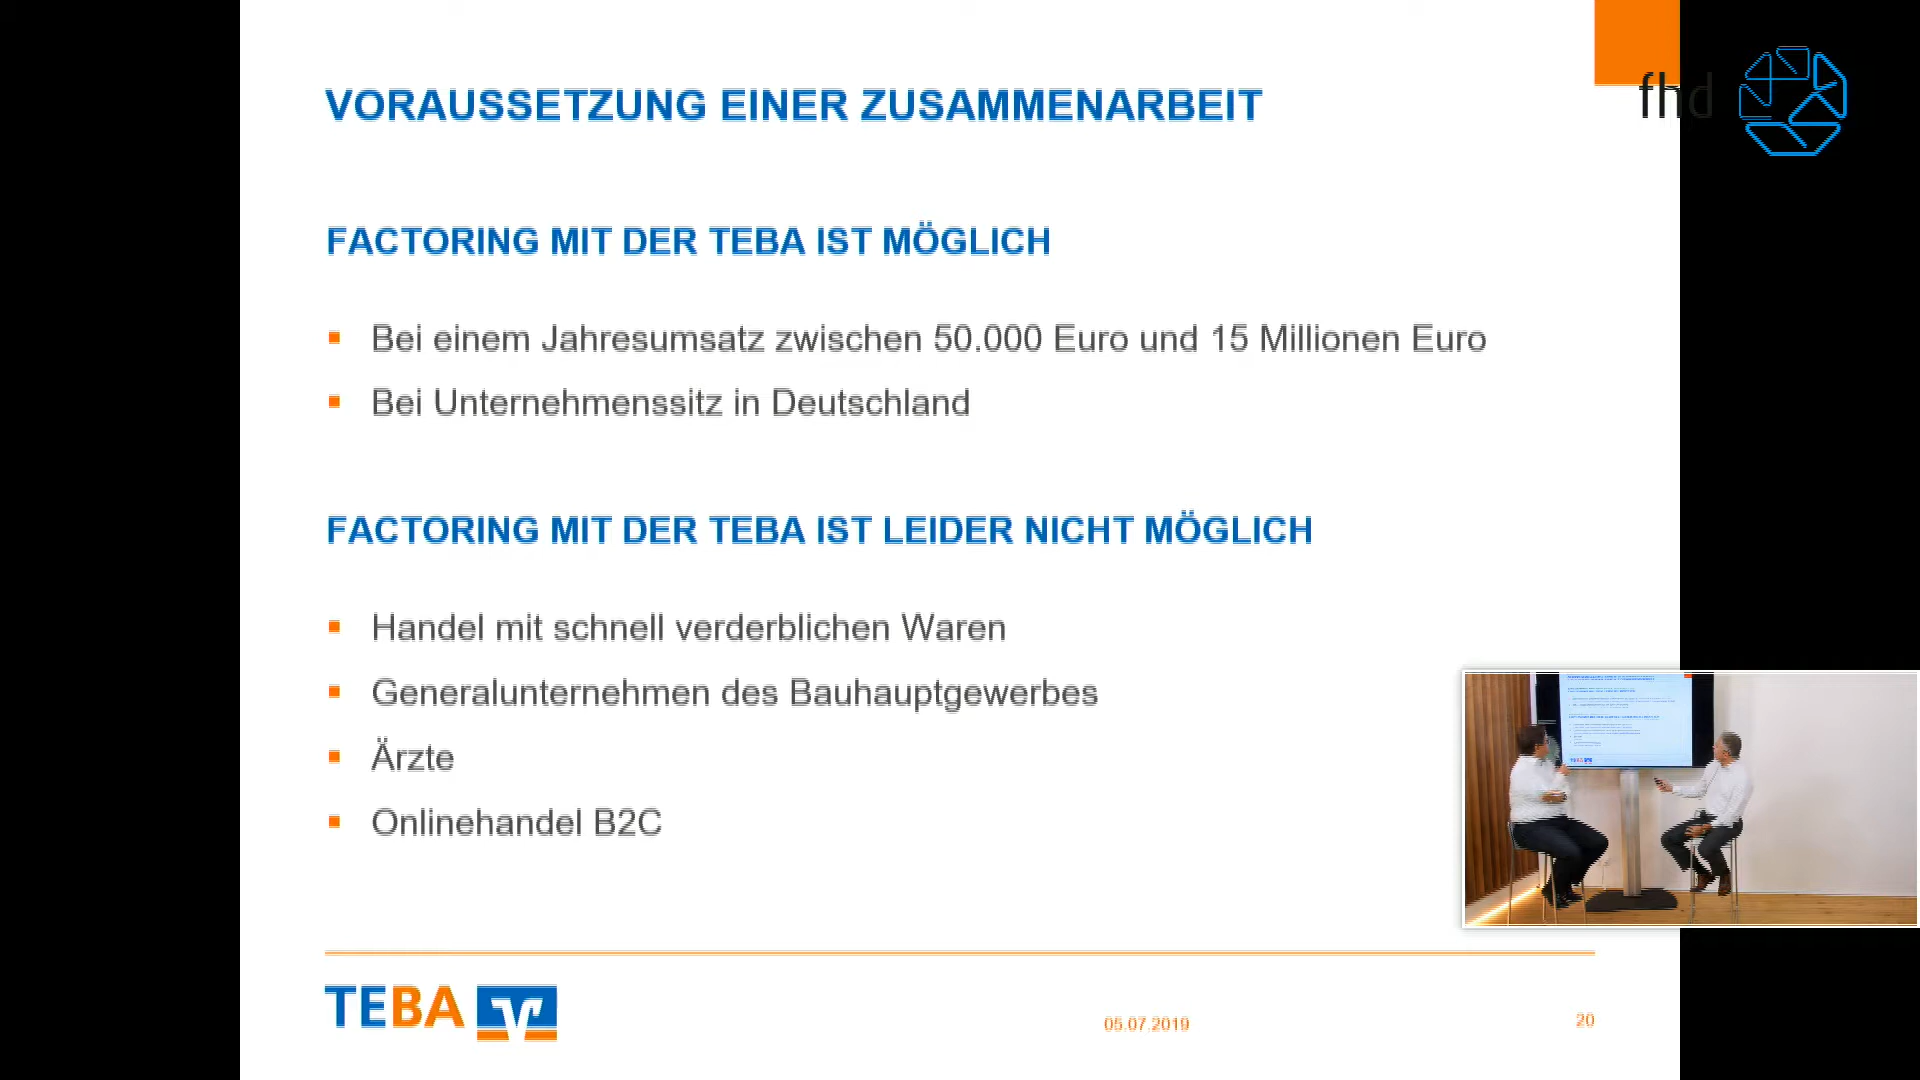 VORAUSSETZUNG EINER ZUSAMMENARBEIT
fhd
FACTORING MIT DER TEBA IST MÖGLICH
Bei einem Jahresumsatz zwischen 50.000 Euro und 15 Millionen Euro
Bei Unternehmenssitz in Deutschland
FACTORING MIT DER TEBA IST LEIDER NICHT MÖGLICH
Handel mit schnell verderblichen Waren
Generalunternehmen des Bauhauptgewerbes
Ärzte
Onlinehandel B2C
TEBA
05.07.2019
20